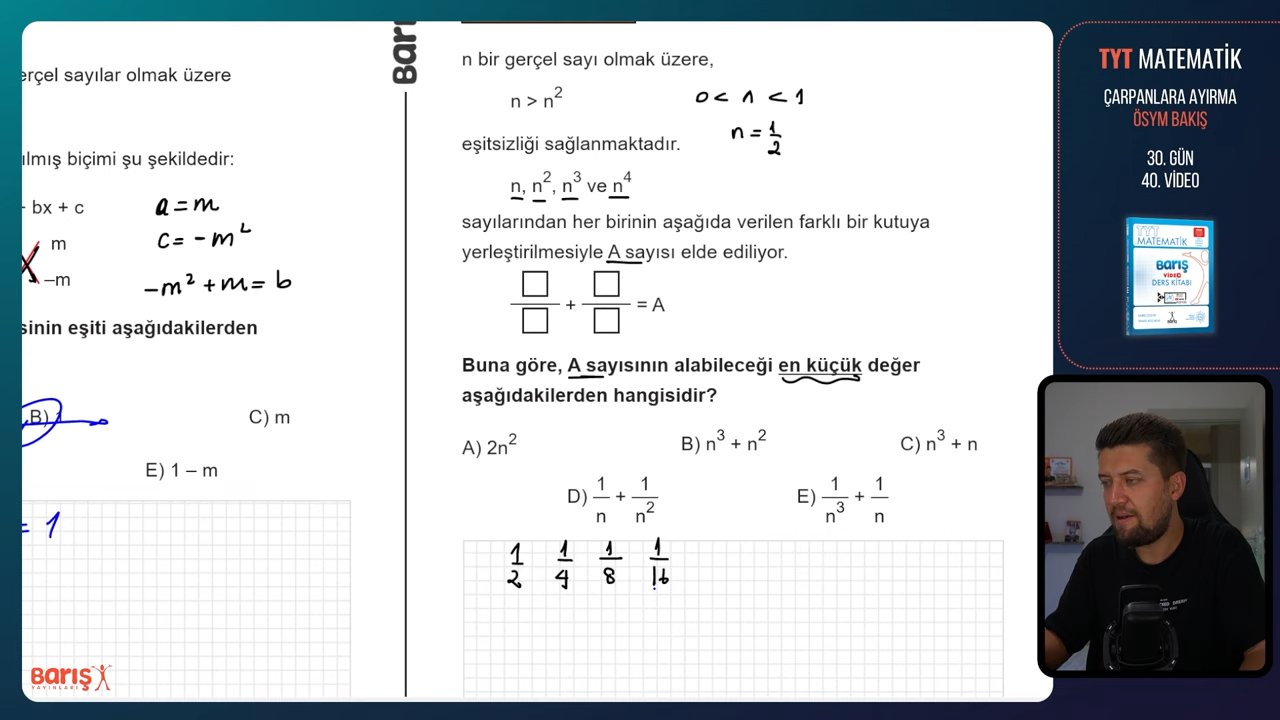 erçel sayılar olmak üzere
ılmış biçimi şu şekildedir:
- bx + c
m
–m
a = m
c = -m²
-m² + m = b
sinin eşiti aşağıdakilerden
B) 1
C) m
E) 1 – m
= 1
BARIŞ
YAYINLARI
Barı
n bir gerçel sayı olmak üzere,
n > n²
0 < n < 1
n = 1/2
eşitsizliği sağlanmaktadır.
n, n², n³ ve n⁴
sayılarından her birinin aşağıda verilen farklı bir kutuya
yerleştirilmesiyle A sayısı elde ediliyor.
□/□ + □/□ = A
Buna göre, A sayısının alabileceği en küçük değer
aşağıdakilerden hangisidir?
A) 2n²
B) n³ + n²
C) n³ + n
D) 1/n + 1/n²
E) 1/n³ + 1/n
1/2 1/4 1/8 1/16
TYT MATEMATİK
ÇARPANLARA AYIRMA
ÖSYM BAKIŞ
30. GÜN
40. VİDEO
TYT
MATEMATİK
BARIŞ
VİDEO
DERS KİTABI